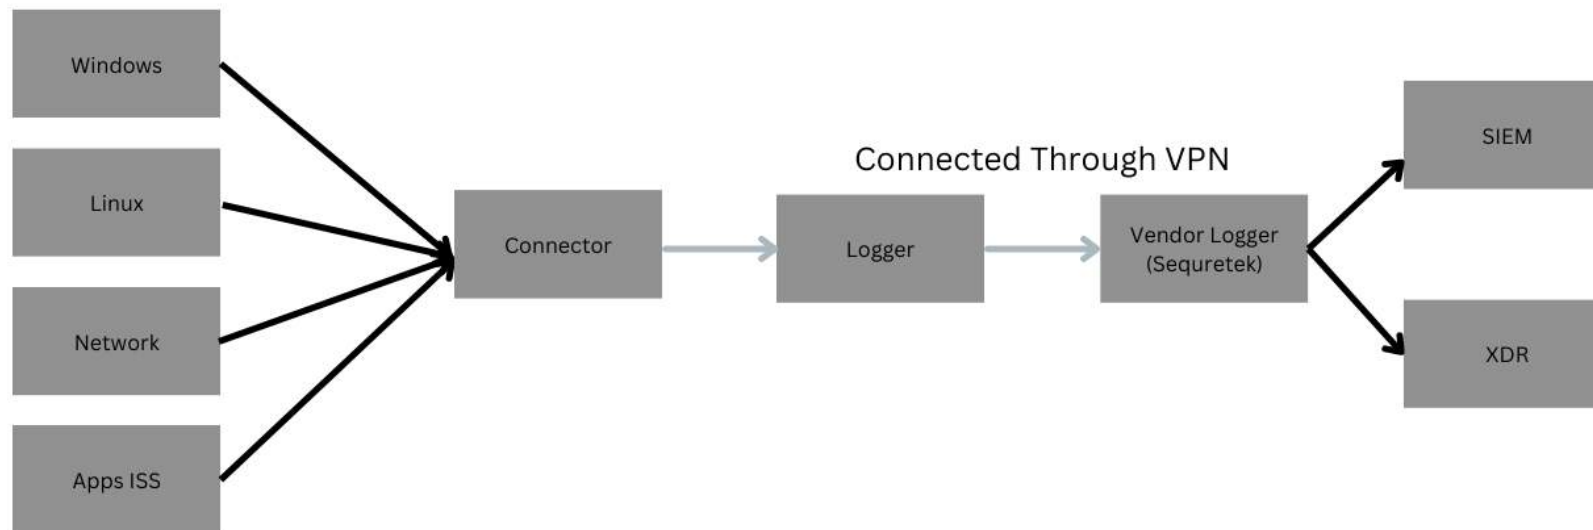 Windows
Linux
Network
Apps ISS
Connector
Connected Through VPN
Logger
Vendor Logger
(Sequretek)
SIEM
XDR